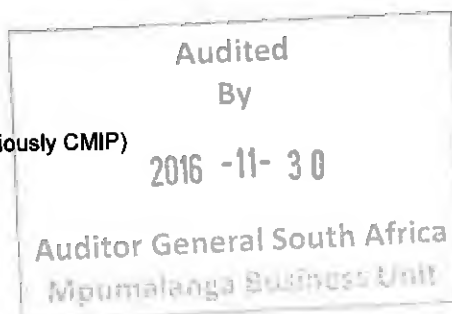 Audited
By
iously CMIP)
2016 -11- 30
Auditor General South Africa
Mpumalanga Business Unit